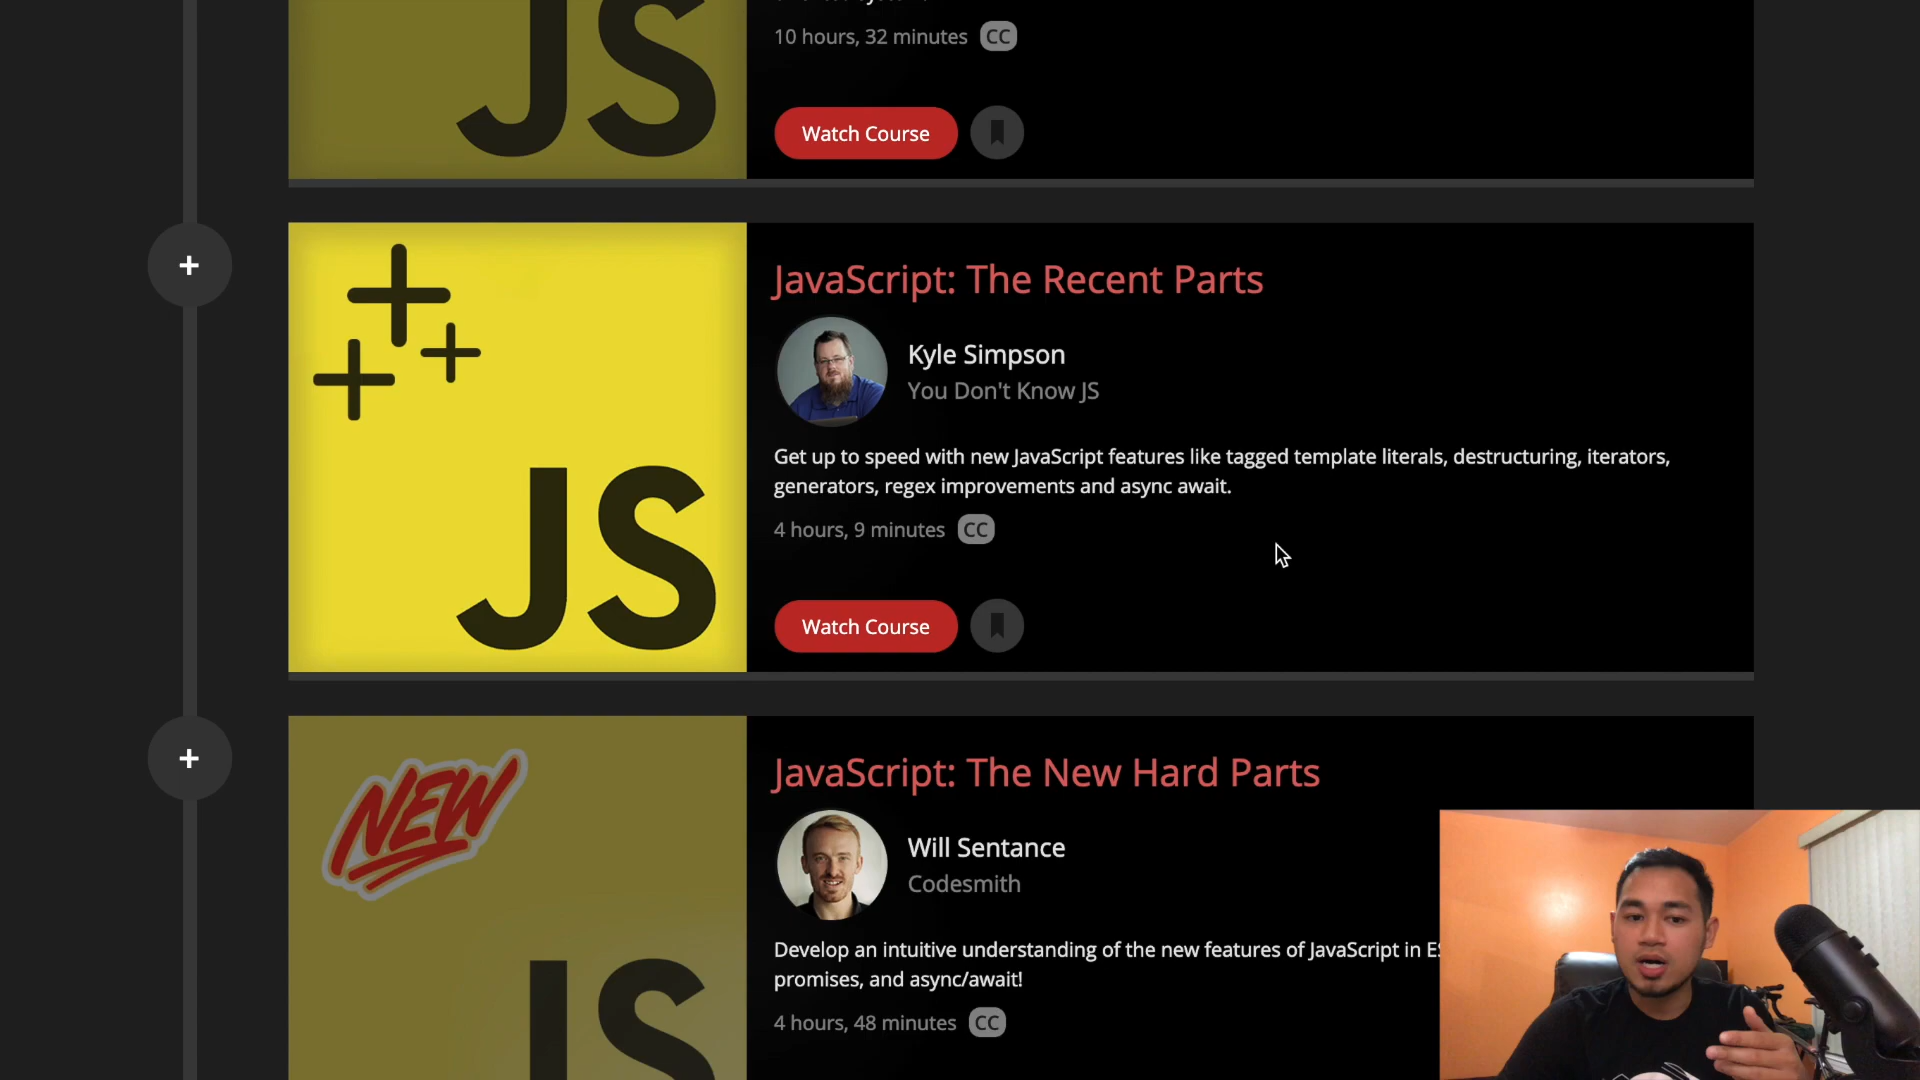 JS
10 hours, 32 minutes CC
Watch Course
+
JS
JavaScript: The Recent Parts
Kyle Simpson
You Don't Know JS
Get up to speed with new JavaScript features like tagged template literals, destructuring, iterators,
generators, regex improvements and async await.
4 hours, 9 minutes CC
Watch Course
+
NEW
JS
JavaScript: The New Hard Parts
Will Sentance
Codesmith
Develop an intuitive understanding of the new features of JavaScript in
promises, and async/await!
4 hours, 48 minutes CC